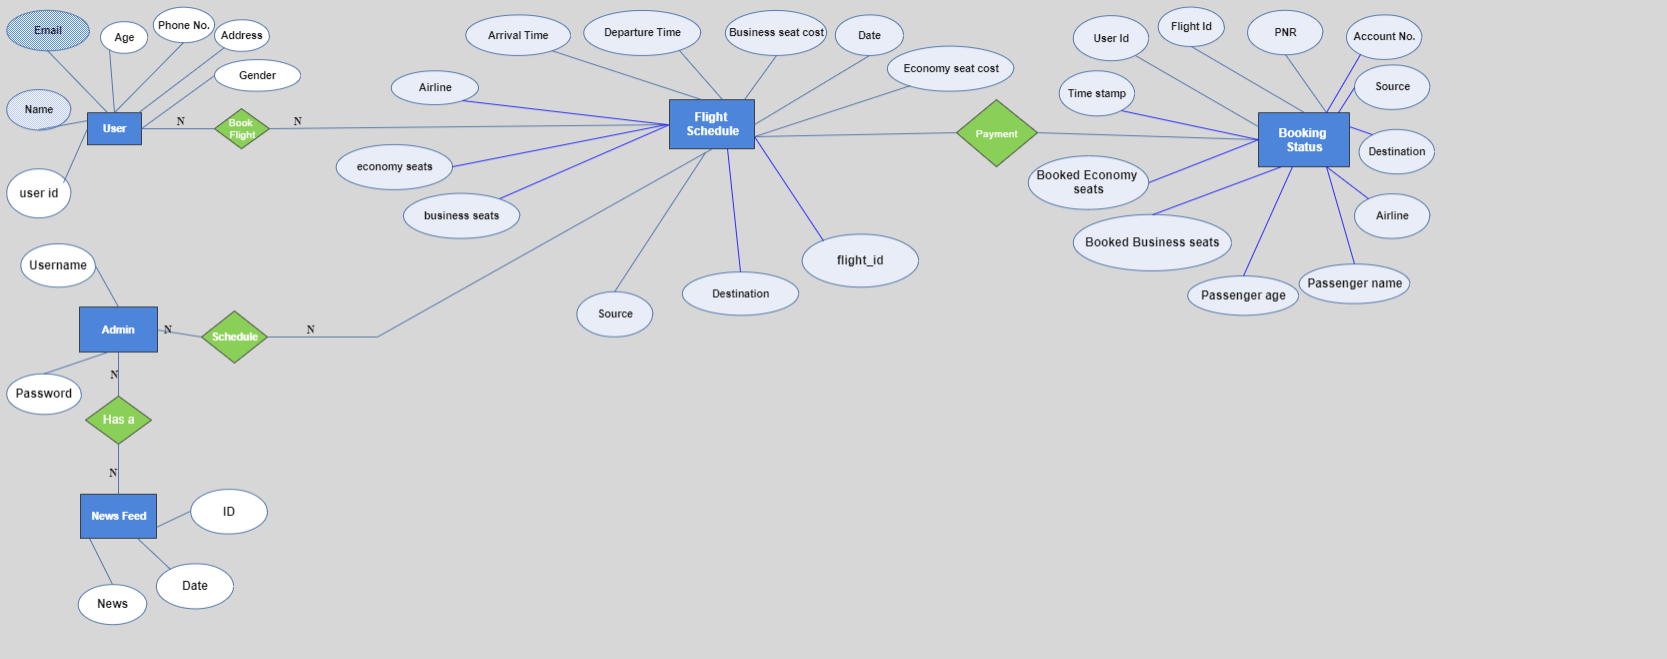 Email
Age
Phone No.
Address
Gender
Name
User
N
Book
Flight
N
user id
Arrival Time
Departure Time
Business seat cost
Date
Economy seat cost
Airline
Flight
Schedule
economy seats
business seats
Source
Destination
flight_id
Payment
User Id
Flight Id
PNR
Account No.
Source
Time stamp
Booking
Status
Destination
Booked Economy
seats
Airline
Booked Business seats
Passenger age
Passenger name
Username
Admin
N
Schedule
N
Password
N
Has a
N
News Feed
ID
Date
News